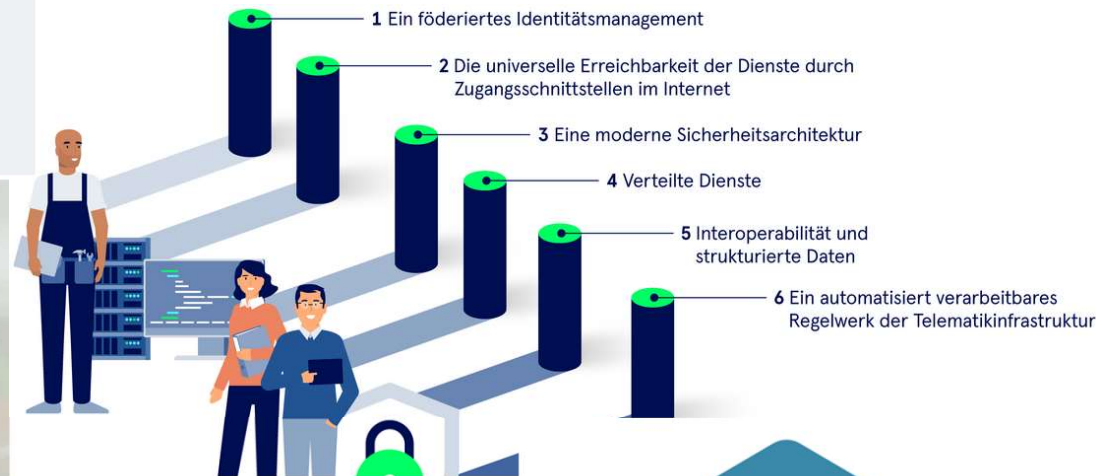 1 Ein föderiertes Identitätsmanagement
2 Die universelle Erreichbarkeit der Dienste durch
Zugangsschnittstellen im Internet
3 Eine moderne Sicherheitsarchitektur
4 Verteilte Dienste
5 Interoperabilität und
strukturierte Daten
6 Ein automatisiert verarbeitbares
Regelwerk der Telematikinfrastruktur